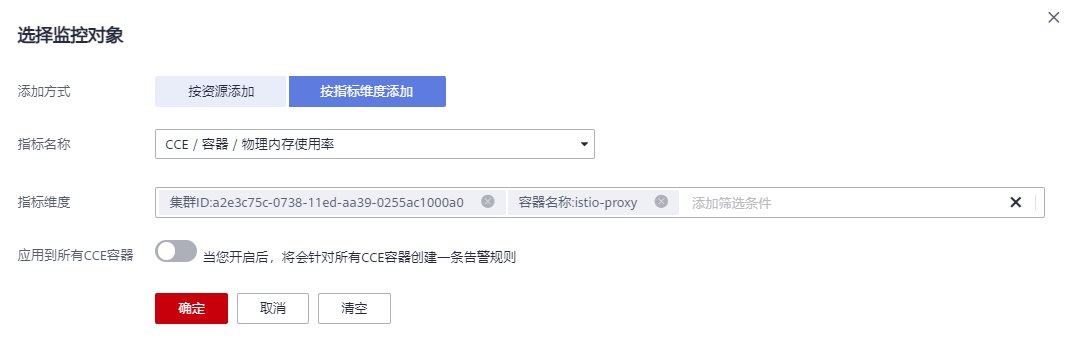 选择监控对象
添加方式 按资源添加 按指标维度添加
指标名称 CCE / 容器 / 物理内存使用率
指标维度 集群ID:a2e3c75c-0738-11ed-aa39-0255ac1000a0 容器名称:istio-proxy 添加筛选条件
应用到所有CCE容器 当您开启后，将会针对所有CCE容器创建一条告警规则
确定 取消 清空